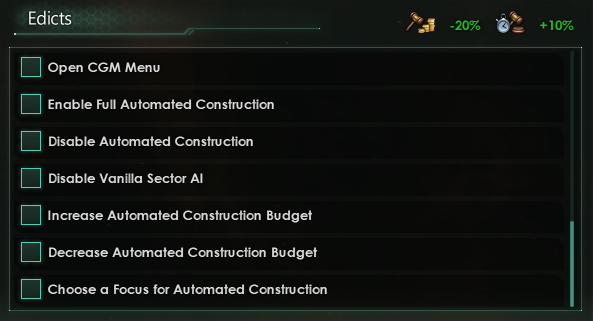 Edicts
-20%
+10%
Open CGM Menu
Enable Full Automated Construction
Disable Automated Construction
Disable Vanilla Sector AI
Increase Automated Construction Budget
Decrease Automated Construction Budget
Choose a Focus for Automated Construction